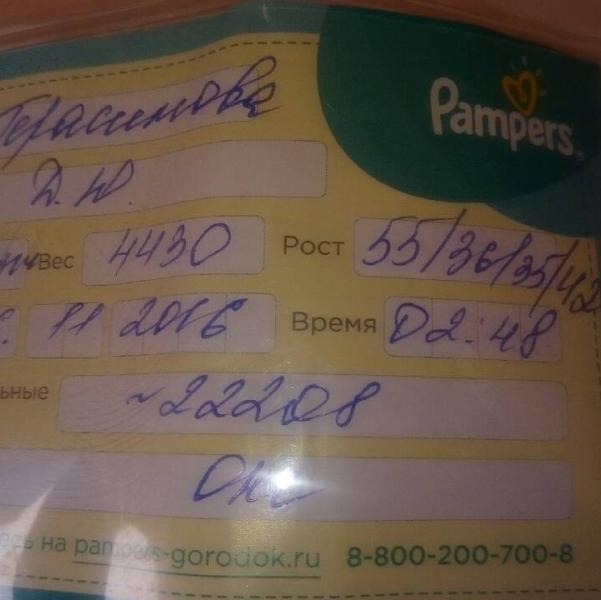 Pampers
Герасимова
Д.Ю.
Вес 4430 Рост 55/36/35/42
11 2016 Время 02:48
ьные ~22208
на pampers-gorodok.ru 8-800-200-700-8